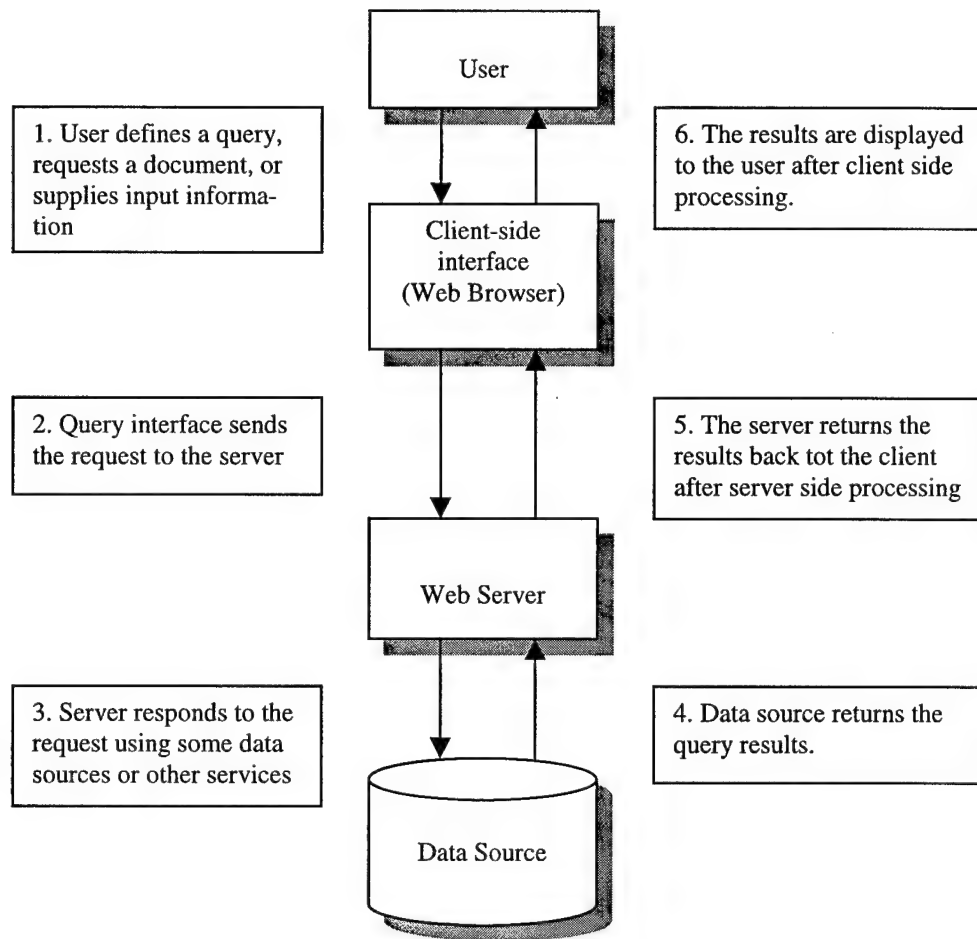 User
1. User defines a query,
requests a document, or
supplies input informa-
tion
6. The results are displayed
to the user after client side
processing.
Client-side
interface
(Web Browser)
2. Query interface sends
the request to the server
5. The server returns the
results back tot the client
after server side processing
Web Server
3. Server responds to the
request using some data
sources or other services
4. Data source returns the
query results.
Data Source